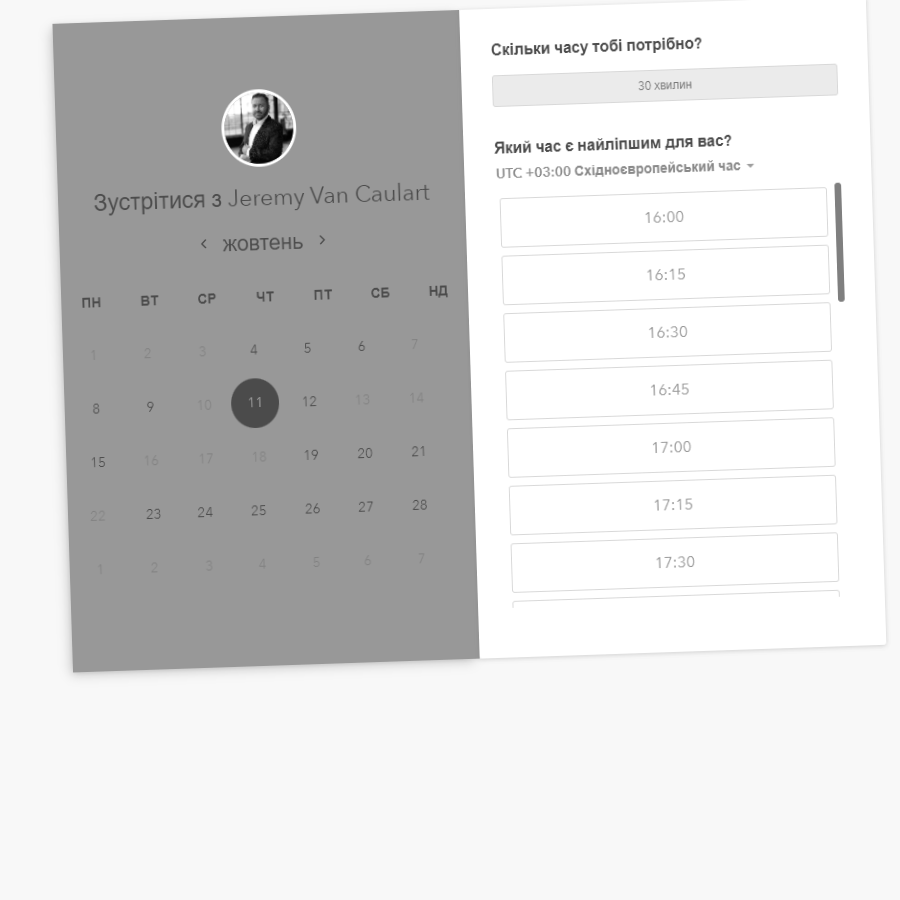 Зустрітися з Jeremy Van Caulart
‹ жовтень ›
ПН ВТ СР ЧТ ПТ СБ НД
1 2 3 4 5 6 7
8 9 10 11 12 13 14
15 16 17 18 19 20 21
22 23 24 25 26 27 28
1 2 3 4 5 6 7
Скільки часу тобі потрібно?
30 хвилин
Який час є найліпшим для вас?
UTC +03:00 Східноєвропейський час
16:00
16:15
16:30
16:45
17:00
17:15
17:30